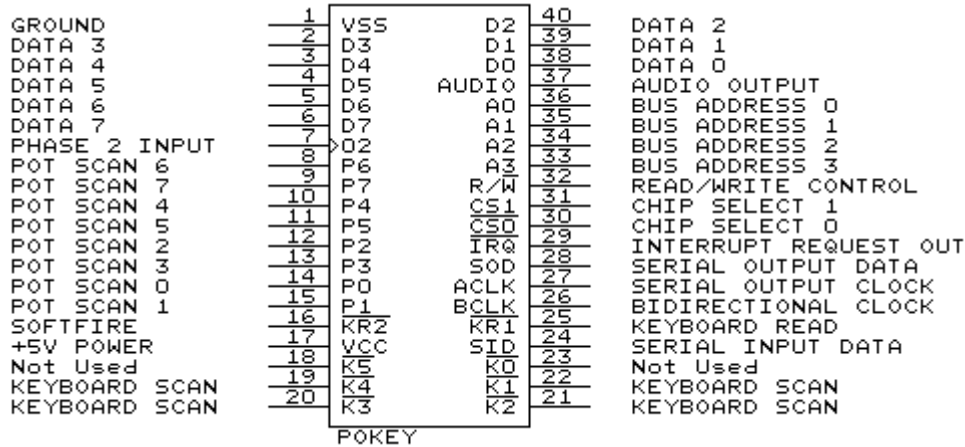 GROUND 1 VSS D2 40 DATA 2
DATA 3 2 D3 D1 39 DATA 1
DATA 4 3 D4 D0 38 DATA 0
DATA 5 4 D5 AUDIO 37 AUDIO OUTPUT
DATA 6 5 D6 A0 36 BUS ADDRESS 0
DATA 7 6 D7 A1 35 BUS ADDRESS 1
PHASE 2 INPUT 7 O2 A2 34 BUS ADDRESS 2
POT SCAN 6 8 P6 A3 33 BUS ADDRESS 3
POT SCAN 7 9 P7 R/W 32 READ/WRITE CONTROL
POT SCAN 4 10 P4 CS1 31 CHIP SELECT 1
POT SCAN 5 11 P5 CS0 30 CHIP SELECT 0
POT SCAN 2 12 P2 IRQ 29 INTERRUPT REQUEST OUT
POT SCAN 3 13 P3 SOD 28 SERIAL OUTPUT DATA
POT SCAN 0 14 P0 ACLK 27 SERIAL OUTPUT CLOCK
POT SCAN 1 15 P1 BCLK 26 BIDIRECTIONAL CLOCK
SOFTFIRE 16 KR2 KR1 25 KEYBOARD READ
+5V POWER 17 VCC SID 24 SERIAL INPUT DATA
Not Used 18 K5 K0 23 Not Used
KEYBOARD SCAN 19 K4 K1 22 KEYBOARD SCAN
KEYBOARD SCAN 20 K3 K2 21 KEYBOARD SCAN
POKEY